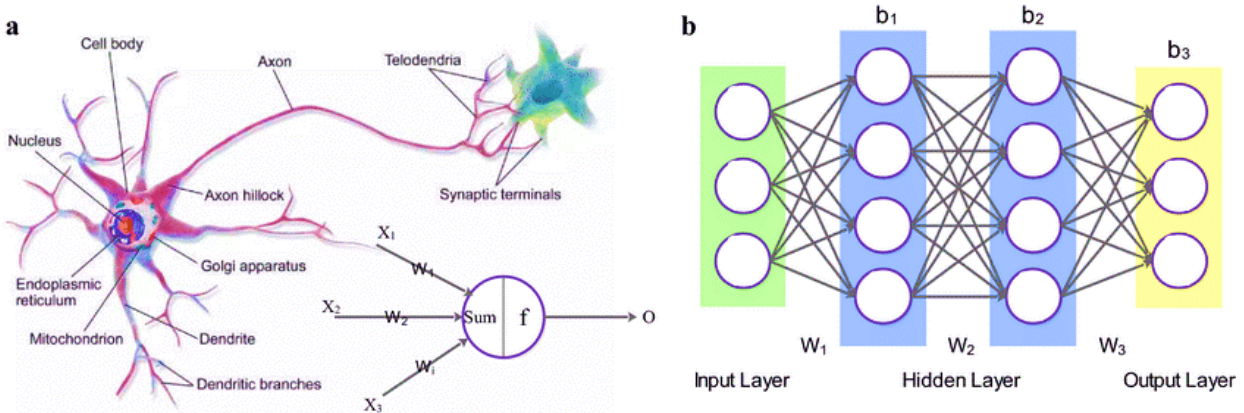 a
Cell body
Axon
Telodendria
Nucleus
Axon hillock
Synaptic terminals
Golgi apparatus
Endoplasmic
reticulum
Mitochondrion
Dendrite
Dendritic branches
X1
W1
X2
W2
Sum
f
O
Wi
X3
b
b1
b2
b3
W1
W2
W3
Input Layer
Hidden Layer
Output Layer